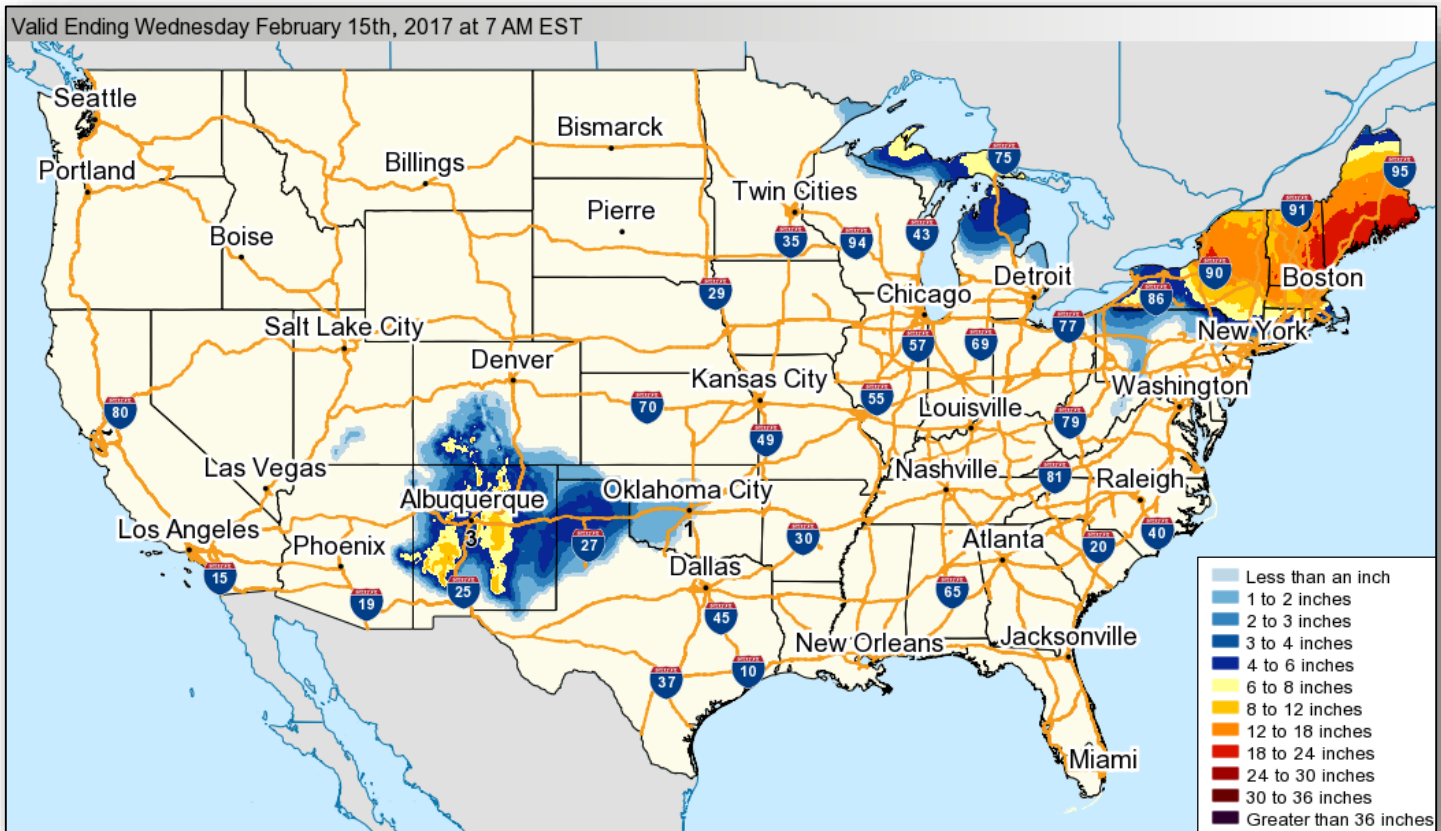 Valid Ending Wednesday February 15th, 2017 at 7 AM EST
Seattle
Bismarck
Portland
Billings
75
95
Twin Cities
Pierre
91
Boise
35
94
43
90
Detroit
Boston
29
Chicago
86
Salt Lake City
77
New York
57
69
Denver
Kansas City
Washington
80
70
55
Louisville
79
49
Las Vegas
Nashville
81
Raleigh
Albuquerque
Oklahoma City
Los Angeles
3
1
30
40
Phoenix
27
Atlanta
20
Dallas
15
19
25
65
45
New Orleans
Jacksonville
37
10
Miami
Less than an inch
1 to 2 inches
2 to 3 inches
3 to 4 inches
4 to 6 inches
6 to 8 inches
8 to 12 inches
12 to 18 inches
18 to 24 inches
24 to 30 inches
30 to 36 inches
Greater than 36 inches